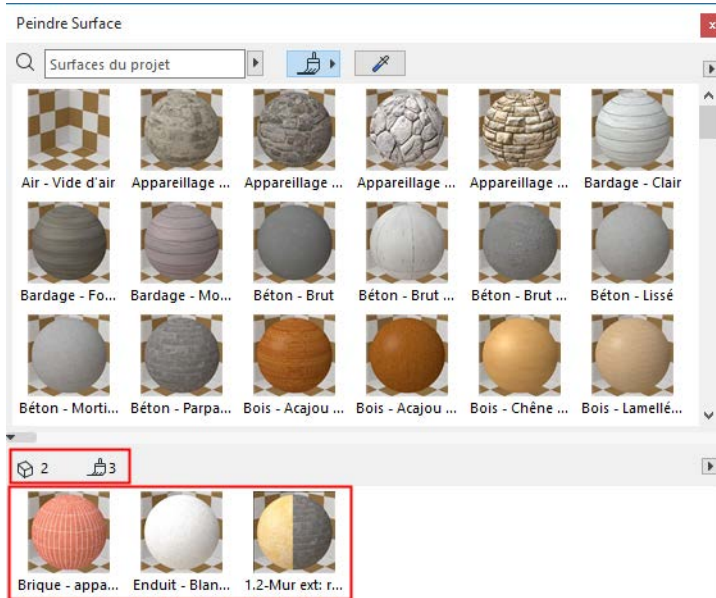 Peindre Surface
x
Surfaces du projet
Air - Vide d'air Appareillage ... Appareillage ... Appareillage ... Appareillage ... Bardage - Clair
Bardage - Fo... Bardage - Mo... Béton - Brut Béton - Brut ... Béton - Brut ... Béton - Lissé
Béton - Morti... Béton - Parpa... Bois - Acajou ... Bois - Acajou ... Bois - Chêne ... Bois - Lamellé...
2 3
Brique - appa... Enduit - Blan... 1.2-Mur ext: r...